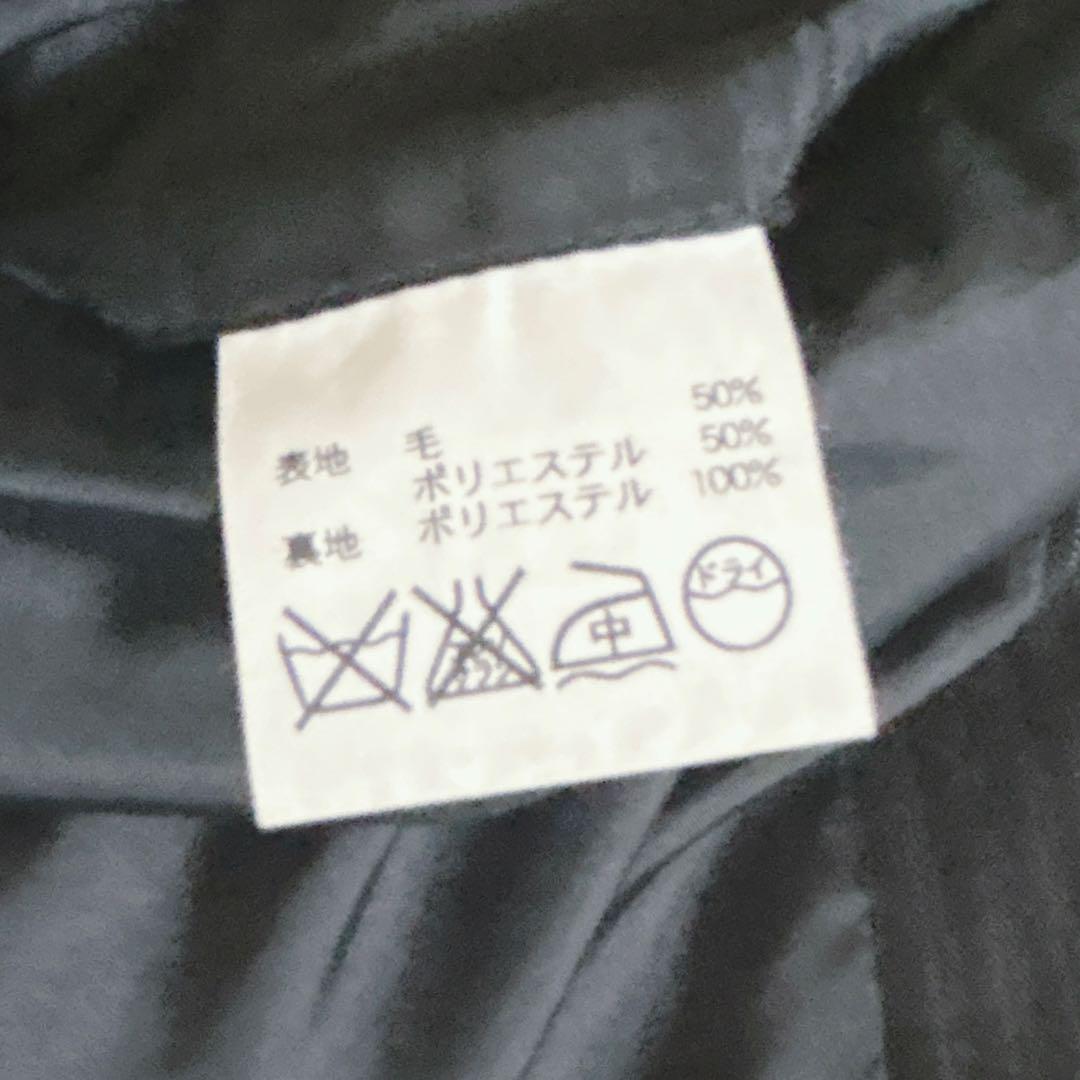 表地 毛 50%
ポリエステル 50%
裏地 ポリエステル 100%
中 ドライ